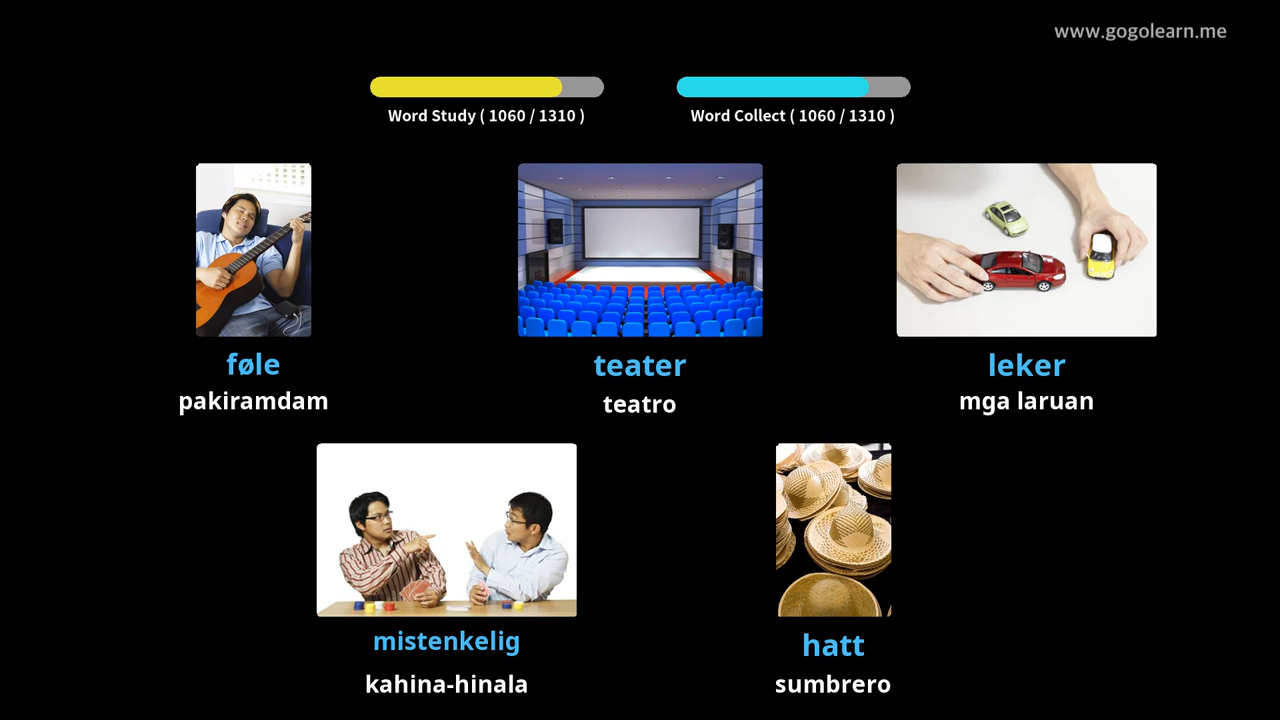 www.gogolearn.me
Word Study ( 1060 / 1310 )
Word Collect ( 1060 / 1310 )
føle
pakiramdam
teater
teatro
leker
mga laruan
mistenkelig
kahina-hinala
hatt
sumbrero